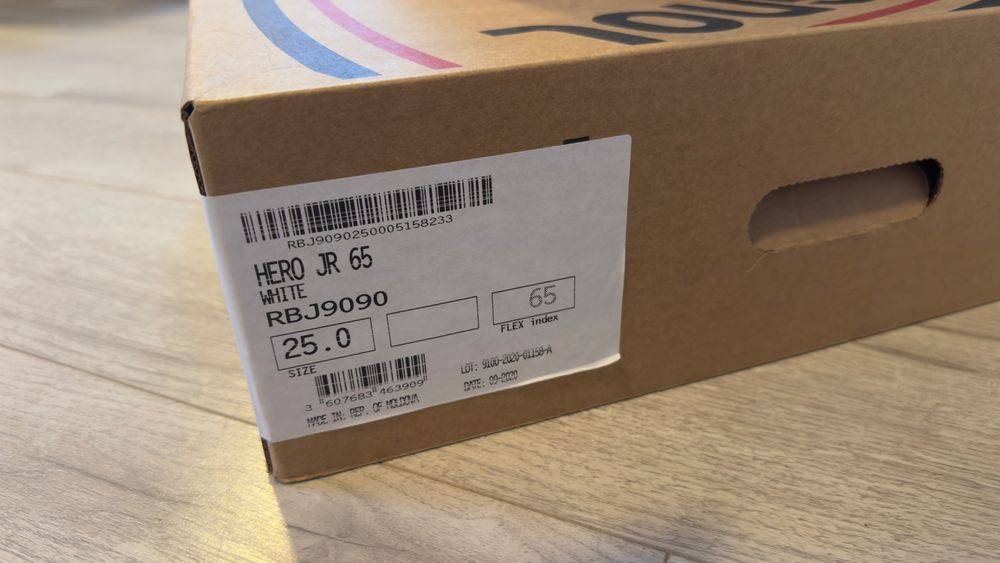 RBJ9090250005158233
HERO JR 65
WHITE
RBJ9090
25.0
SIZE
65
FLEX index
3 607683 463909
LOT: 9100-2020-01158-A
DATE: 09-2020
MADE IN: REP. OF MOLDOVA